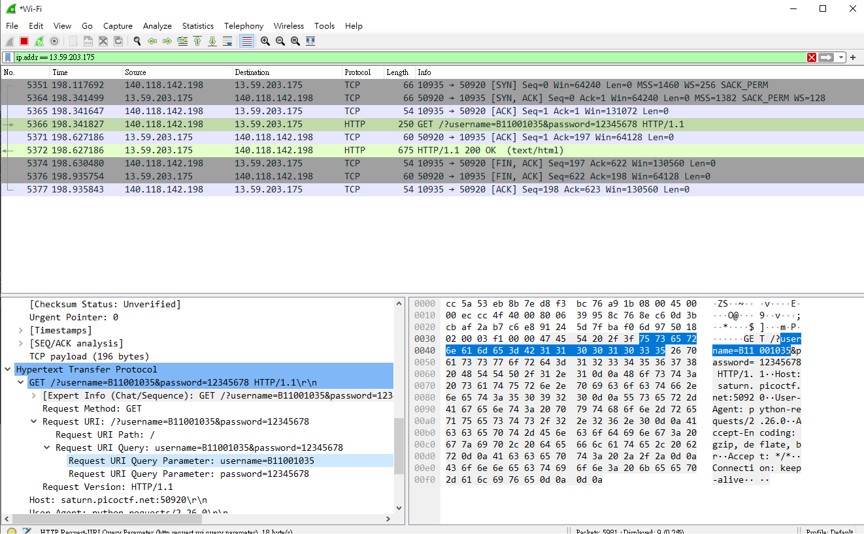 *Wi-Fi
File Edit View Go Capture Analyze Statistics Telephony Wireless Tools Help
ip.addr == 13.59.203.175
No. Time Source Destination Protocol Length Info
5351 198.117692 140.118.142.198 13.59.203.175 TCP 66 10935 → 50920 [SYN] Seq=0 Win=64240 Len=0 MSS=1460 WS=256 SACK_PERM
5364 198.341499 13.59.203.175 140.118.142.198 TCP 66 10935 → 50920 [SYN, ACK] Seq=0 Ack=1 Win=64240 Len=0 MSS=1382 SACK_PERM WS=128
5365 198.341647 140.118.142.198 13.59.203.175 TCP 54 10935 → 50920 [ACK] Seq=1 Ack=1 Win=131072 Len=0
5366 198.341827 140.118.142.198 13.59.203.175 HTTP 250 GET /?username=B11001035&password=12345678 HTTP/1.1
5371 198.627186 13.59.203.175 140.118.142.198 TCP 60 10935 → 50920 [ACK] Seq=1 Ack=197 Win=64128 Len=0
5372 198.627186 13.59.203.175 140.118.142.198 HTTP 675 HTTP/1.1 200 OK (text/html)
5374 198.630480 140.118.142.198 13.59.203.175 TCP 54 10935 → 50920 [FIN, ACK] Seq=197 Ack=622 Win=130560 Len=0
5376 198.935754 13.59.203.175 140.118.142.198 TCP 60 10935 → 50920 [FIN, ACK] Seq=622 Ack=198 Win=64128 Len=0
5377 198.935843 140.118.142.198 13.59.203.175 TCP 54 10935 → 50920 [ACK] Seq=198 Ack=623 Win=130560 Len=0
[Checksum Status: Unverified]
Urgent Pointer: 0
[Timestamps]
[SEQ/ACK analysis]
TCP payload (196 bytes)
Hypertext Transfer Protocol
GET /?username=B11001035&password=12345678 HTTP/1.1\r\n
[Expert Info (Chat/Sequence): GET /?username=B11001035&password=123
Request Method: GET
Request URI: /?username=B11001035&password=12345678
Request URI Path: /
Request URI Query: username=B11001035&password=12345678
Request URI Query Parameter: username=B11001035
Request URI Query Parameter: password=12345678
Request Version: HTTP/1.1
Host: saturn.picoctf.net:50920\r\n
User-Agent: python-requests/2.26.0\r\n
0000 cc 5a 53 eb 8b 7e d8 f3 bc 76 a9 1b 08 00 45 00 ·ZS··~·· ·v····E·
0010 00 ec cc 4f 40 00 80 06 39 95 8c 76 8e c6 0d 3b ···O@··· 9··v···;
0020 cb af 2a b7 c6 e8 91 24 5d 7f ba f0 6d 97 50 18 ··*····$ ]···m·P·
0030 02 00 03 f1 00 00 47 45 54 20 2f 3f 75 73 65 72 ······GE T /?user
0040 6e 61 6d 65 3d 42 31 31 30 30 31 30 33 35 26 70 name=B11 001035&p
0050 61 73 73 77 6f 72 64 3d 31 32 33 34 35 36 37 38 assword= 12345678
0060 20 48 54 54 50 2f 31 2e 31 0d 0a 48 6f 73 74 3a HTTP/1. 1··Host:
0070 20 73 61 74 75 72 6e 2e 70 69 63 6f 63 74 66 2e saturn. picoctf.
0080 6e 65 74 3a 35 30 39 32 30 0d 0a 55 73 65 72 2d net:5092 0··User-
0090 41 67 65 6e 74 3a 20 70 79 74 68 6f 6e 2d 72 65 Agent: p ython-re
00a0 71 75 65 73 74 73 2f 32 2e 32 36 2e 30 0d 0a 41 quests/2 .26.0··A
00b0 63 63 65 70 74 2d 45 6e 63 6f 64 69 6e 67 3a 20 ccept-En coding:
00c0 67 7a 69 70 2c 20 64 65 66 6c 61 74 65 2c 20 62 gzip, de flate, b
00d0 72 0d 0a 41 63 63 65 70 74 3a 20 2a 2f 2a 0d 0a r··Accep t: */*··
00e0 43 6f 6e 6e 65 63 74 69 6f 6e 3a 20 6b 65 65 70 Connecti on: keep
00f0 2d 61 6c 69 76 65 0d 0a 0d 0a -alive·· ··
HTTP Request-URI Query Parameter (http.request.uri.query.parameter), 18 byte(s)
Packets: 5981 · Displayed: 9 (0.2%)
Profile: Default